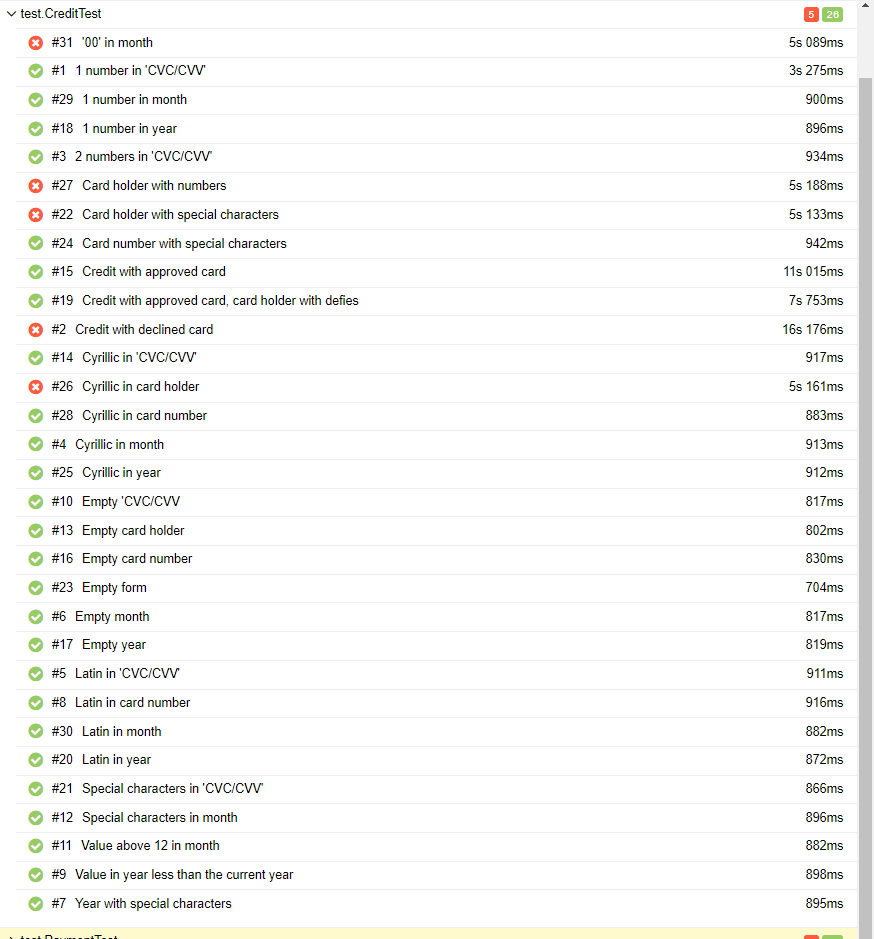 test.CreditTest 5 26
#31 '00' in month 5s 089ms
#1 1 number in 'CVC/CVV' 3s 275ms
#29 1 number in month 900ms
#18 1 number in year 896ms
#3 2 numbers in 'CVC/CVV' 934ms
#27 Card holder with numbers 5s 188ms
#22 Card holder with special characters 5s 133ms
#24 Card number with special characters 942ms
#15 Credit with approved card 11s 015ms
#19 Credit with approved card, card holder with defies 7s 753ms
#2 Credit with declined card 16s 176ms
#14 Cyrillic in 'CVC/CVV' 917ms
#26 Cyrillic in card holder 5s 161ms
#28 Cyrillic in card number 883ms
#4 Cyrillic in month 913ms
#25 Cyrillic in year 912ms
#10 Empty 'CVC/CVV 817ms
#13 Empty card holder 802ms
#16 Empty card number 830ms
#23 Empty form 704ms
#6 Empty month 817ms
#17 Empty year 819ms
#5 Latin in 'CVC/CVV' 911ms
#8 Latin in card number 916ms
#30 Latin in month 882ms
#20 Latin in year 872ms
#21 Special characters in 'CVC/CVV' 866ms
#12 Special characters in month 896ms
#11 Value above 12 in month 882ms
#9 Value in year less than the current year 898ms
#7 Year with special characters 895ms
test.PaymentTest